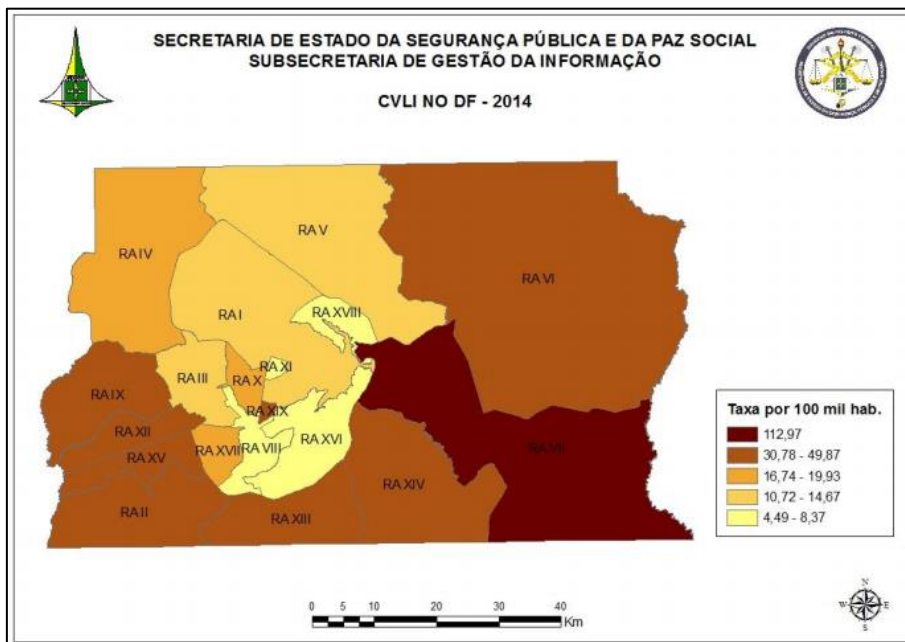 SECRETARIA DE ESTADO DA SEGURANÇA PÚBLICA E DA PAZ SOCIAL
SUBSECRETARIA DE GESTÃO DA INFORMAÇÃO
CVLI NO DF - 2014
RA IV
RA V
RA VI
RA I
RA XVIII
RA III
RA X
RA XI
RA IX
RA XIX
RA XII
RA XV
RA XVII
RA VIII
RA XVI
RA VII
RA XIV
RA II
RA XIII
Taxa por 100 mil hab.
112,97
30,78 - 49,87
16,74 - 19,93
10,72 - 14,67
4,49 - 8,37
0 5 10 20 30 40
Km
N
W E
S